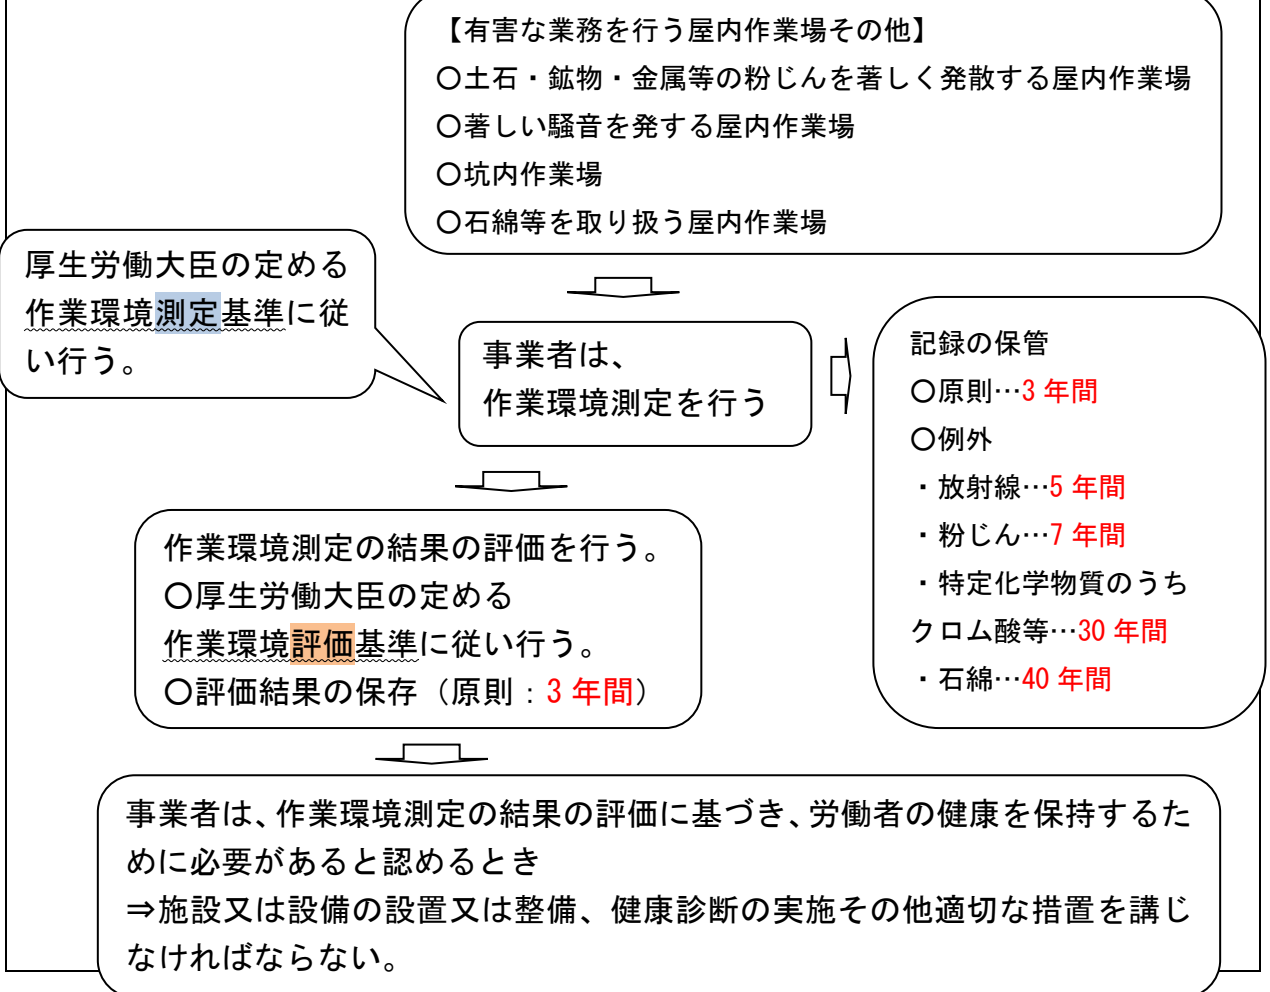 【有害な業務を行う屋内作業場その他】
〇土石・鉱物・金属等の粉じんを著しく発散する屋内作業場
〇著しい騒音を発する屋内作業場
〇坑内作業場
〇石綿等を取り扱う屋内作業場
厚生労働大臣の定める
作業環境測定基準に従
い行う。
事業者は、
作業環境測定を行う
記録の保管
〇原則…3 年間
〇例外
・放射線…5 年間
・粉じん…7 年間
・特定化学物質のうち
クロム酸等…30 年間
・石綿…40 年間
作業環境測定の結果の評価を行う。
〇厚生労働大臣の定める
作業環境評価基準に従い行う。
〇評価結果の保存（原則：3 年間）
事業者は、作業環境測定の結果の評価に基づき、労働者の健康を保持するた
めに必要があると認めるとき
⇒施設又は設備の設置又は整備、健康診断の実施その他適切な措置を講じ
なければならない。